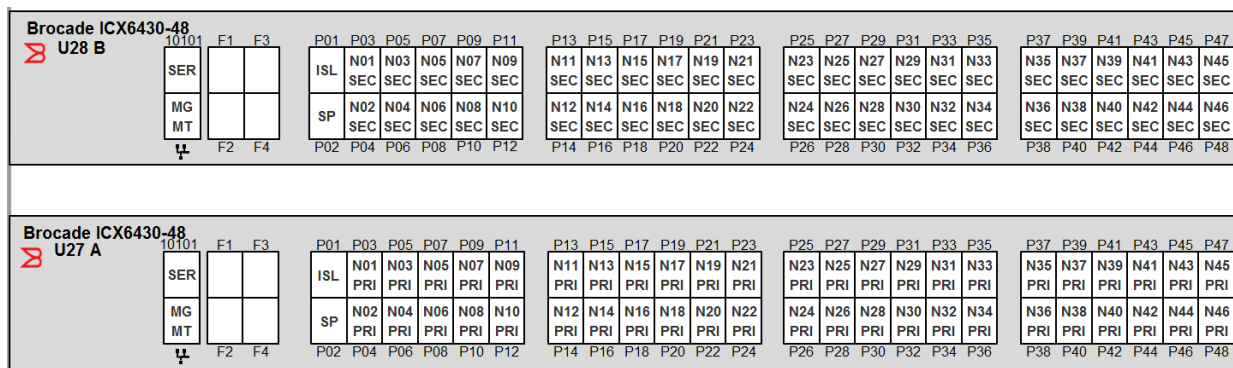 Brocade ICX6430-48
U28 B
10101 F1 F3 P01 P03 P05 P07 P09 P11 P13 P15 P17 P19 P21 P23 P25 P27 P29 P31 P33 P35 P37 P39 P41 P43 P45 P47
SER ISL N01 N03 N05 N07 N09 N11 N13 N15 N17 N19 N21 N23 N25 N27 N29 N31 N33 N35 N37 N39 N41 N43 N45
SEC SEC SEC SEC SEC SEC SEC SEC SEC SEC SEC SEC SEC SEC SEC SEC SEC SEC SEC SEC SEC SEC SEC
MG SP N02 N04 N06 N08 N10 N12 N14 N16 N18 N20 N22 N24 N26 N28 N30 N32 N34 N36 N38 N40 N42 N44 N46
MT SEC SEC SEC SEC SEC SEC SEC SEC SEC SEC SEC SEC SEC SEC SEC SEC SEC SEC SEC SEC SEC SEC SEC
F2 F4 P02 P04 P06 P08 P10 P12 P14 P16 P18 P20 P22 P24 P26 P28 P30 P32 P34 P36 P38 P40 P42 P44 P46 P48
Brocade ICX6430-48
U27 A
10101 F1 F3 P01 P03 P05 P07 P09 P11 P13 P15 P17 P19 P21 P23 P25 P27 P29 P31 P33 P35 P37 P39 P41 P43 P45 P47
SER ISL N01 N03 N05 N07 N09 N11 N13 N15 N17 N19 N21 N23 N25 N27 N29 N31 N33 N35 N37 N39 N41 N43 N45
PRI PRI PRI PRI PRI PRI PRI PRI PRI PRI PRI PRI PRI PRI PRI PRI PRI PRI PRI PRI PRI PRI PRI
MG SP N02 N04 N06 N08 N10 N12 N14 N16 N18 N20 N22 N24 N26 N28 N30 N32 N34 N36 N38 N40 N42 N44 N46
MT PRI PRI PRI PRI PRI PRI PRI PRI PRI PRI PRI PRI PRI PRI PRI PRI PRI PRI PRI PRI PRI PRI PRI
F2 F4 P02 P04 P06 P08 P10 P12 P14 P16 P18 P20 P22 P24 P26 P28 P30 P32 P34 P36 P38 P40 P42 P44 P46 P48